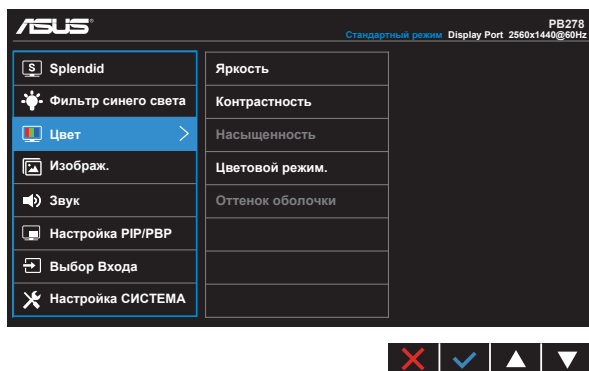 ASUS
PB278
Стандартный режим Display Port 2560x1440@60Hz
S Splendid
Фильтр синего света
Цвет
Изображ.
Звук
Настройка PIP/PBP
Выбор Входа
Настройка СИСТЕМА
Яркость
Контрастность
Насыщенность
Цветовой режим.
Оттенок оболочки